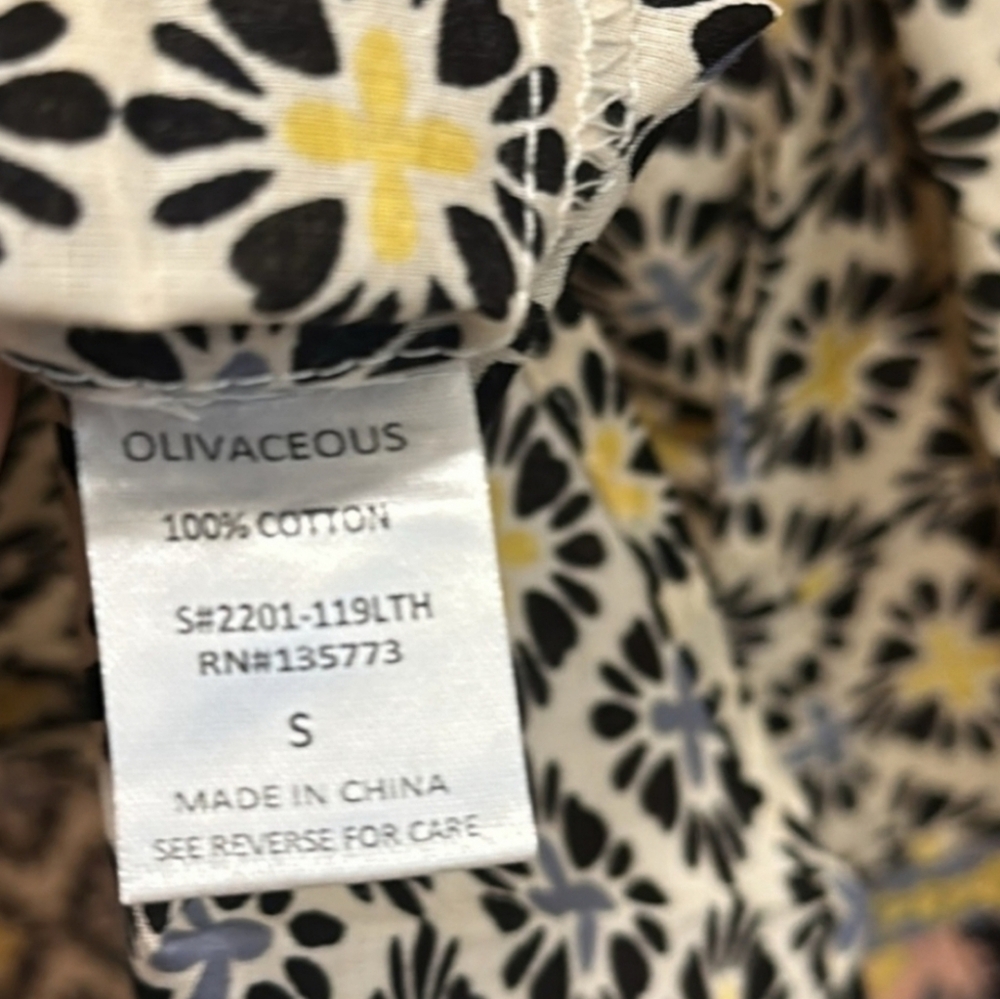 OLIVACEOUS
100% COTTON
S#2201-119LTH
RN#135773
S
MADE IN CHINA
SEE REVERSE FOR CARE